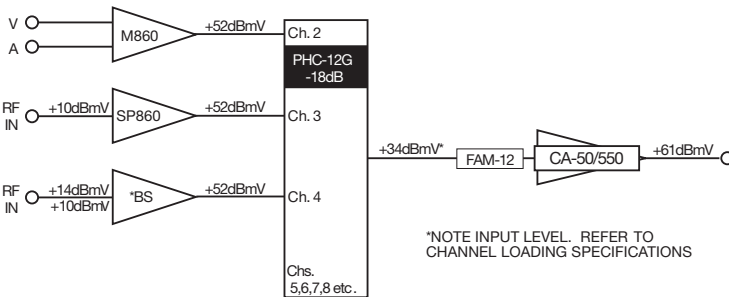 V
A
M860
+52dBmV
Ch. 2
PHC-12G
-18dB
RF
IN
+10dBmV
SP860
+52dBmV
Ch. 3
+34dBmV*
FAM-12
CA-50/550
+61dBmV
RF
IN
+14dBmV
+10dBmV
*BS
+52dBmV
Ch. 4
*NOTE INPUT LEVEL. REFER TO
CHANNEL LOADING SPECIFICATIONS
Chs.
5,6,7,8 etc.